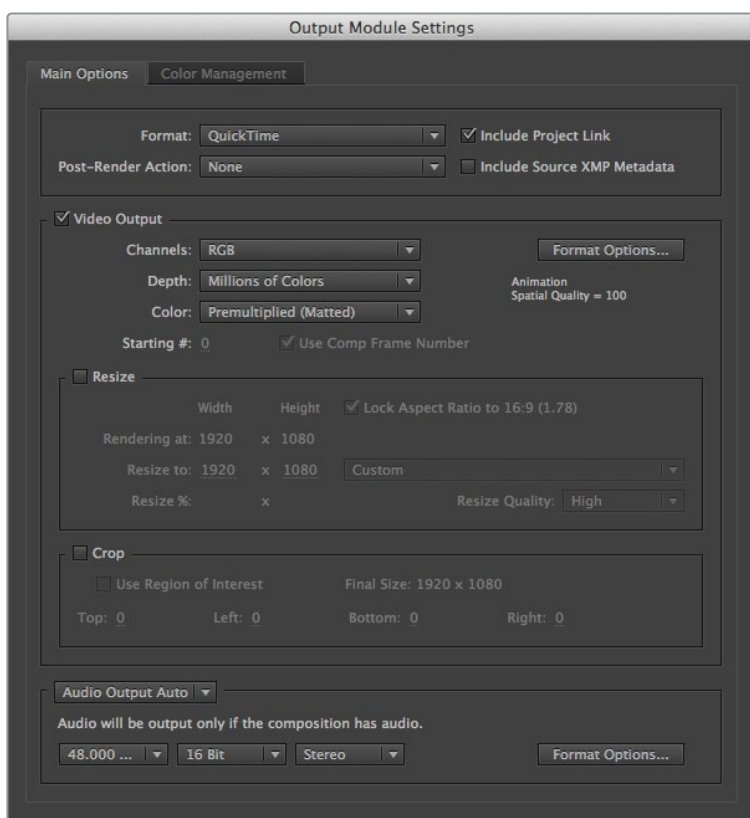 Output Module Settings
Main Options Color Management
Format: QuickTime Include Project Link
Post-Render Action: None Include Source XMP Metadata
Video Output
Channels: RGB Format Options...
Depth: Millions of Colors Animation
Spatial Quality = 100
Color: Premultiplied (Matted)
Starting #: 0 Use Comp Frame Number
Resize
Width Height Lock Aspect Ratio to 16:9 (1.78)
Rendering at: 1920 x 1080
Resize to: 1920 x 1080 Custom
Resize %: x Resize Quality: High
Crop
Use Region of Interest Final Size: 1920 x 1080
Top: 0 Left: 0 Bottom: 0 Right: 0
Audio Output Auto
Audio will be output only if the composition has audio.
48.000 ... 16 Bit Stereo Format Options...